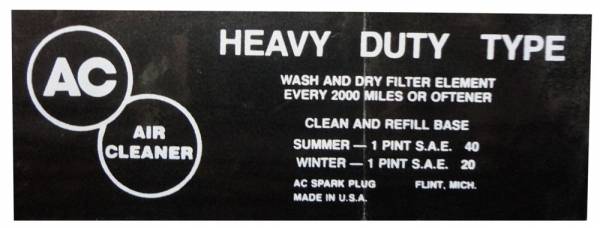 AC
AIR
CLEANER
HEAVY DUTY TYPE
WASH AND DRY FILTER ELEMENT
EVERY 2000 MILES OR OFTENER
CLEAN AND REFILL BASE
SUMMER — 1 PINT S.A.E. 40
WINTER — 1 PINT S.A.E. 20
AC SPARK PLUG FLINT, MICH.
MADE IN U.S.A.